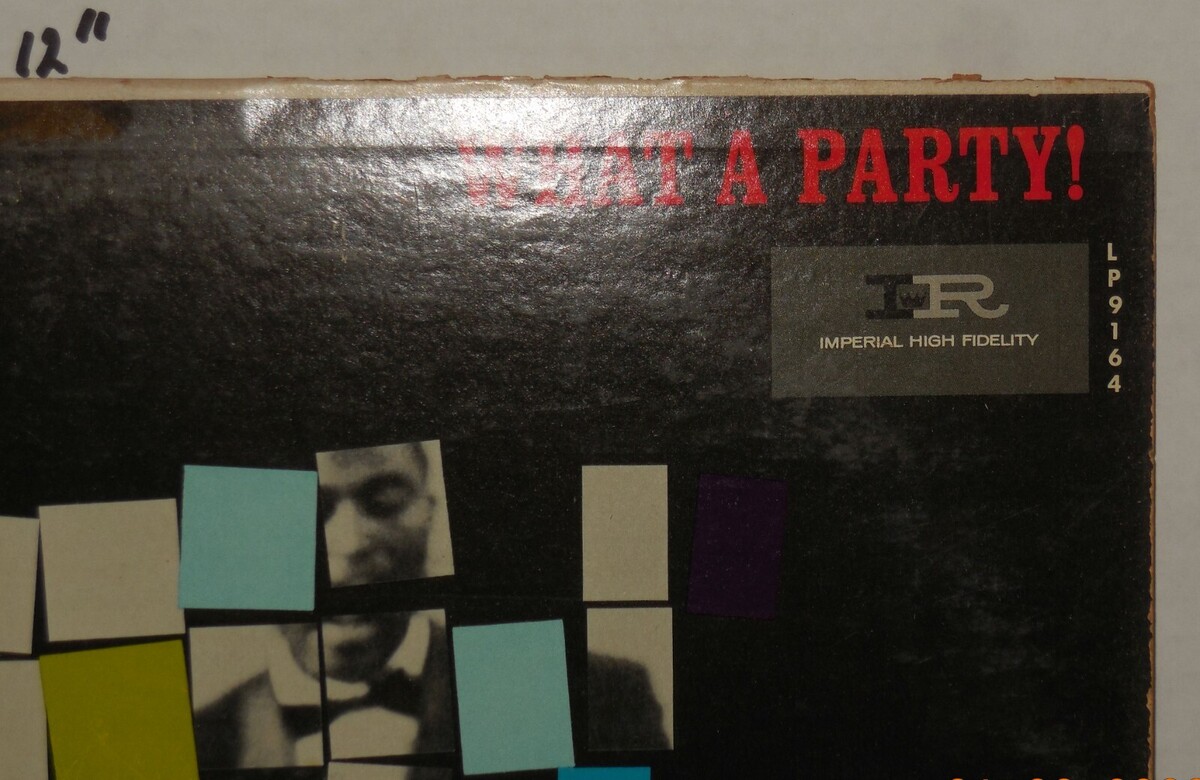 12"
WHAT A PARTY!
IR
IMPERIAL HIGH FIDELITY
LP9164